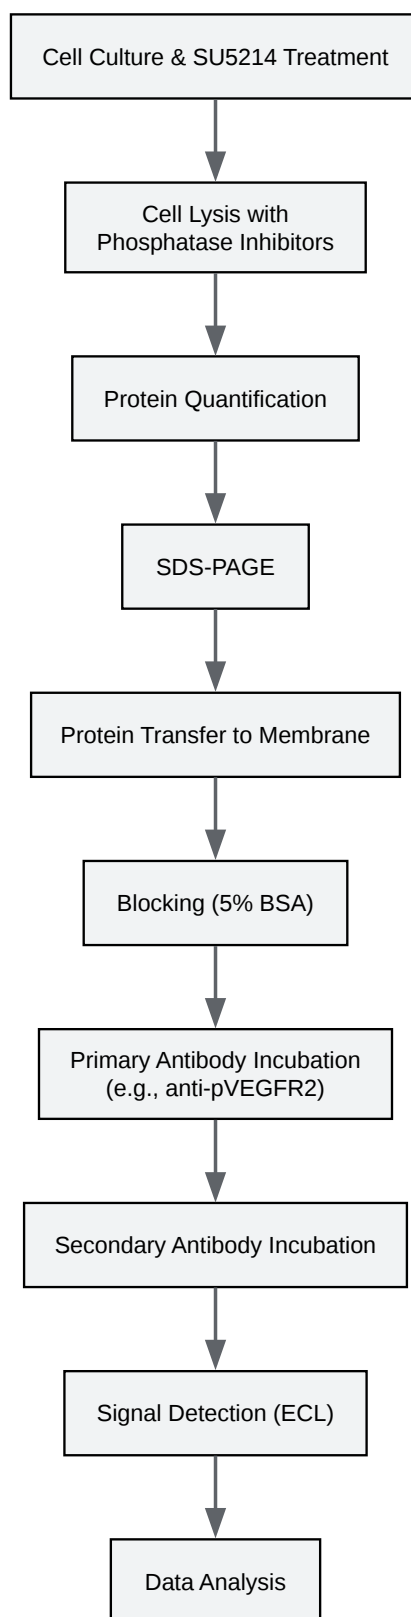 Cell Culture & SU5214 Treatment
Cell Lysis with
Phosphatase Inhibitors
Protein Quantification
SDS-PAGE
Protein Transfer to Membrane
Blocking (5% BSA)
Primary Antibody Incubation
(e.g., anti-pVEGFR2)
Secondary Antibody Incubation
Signal Detection (ECL)
Data Analysis